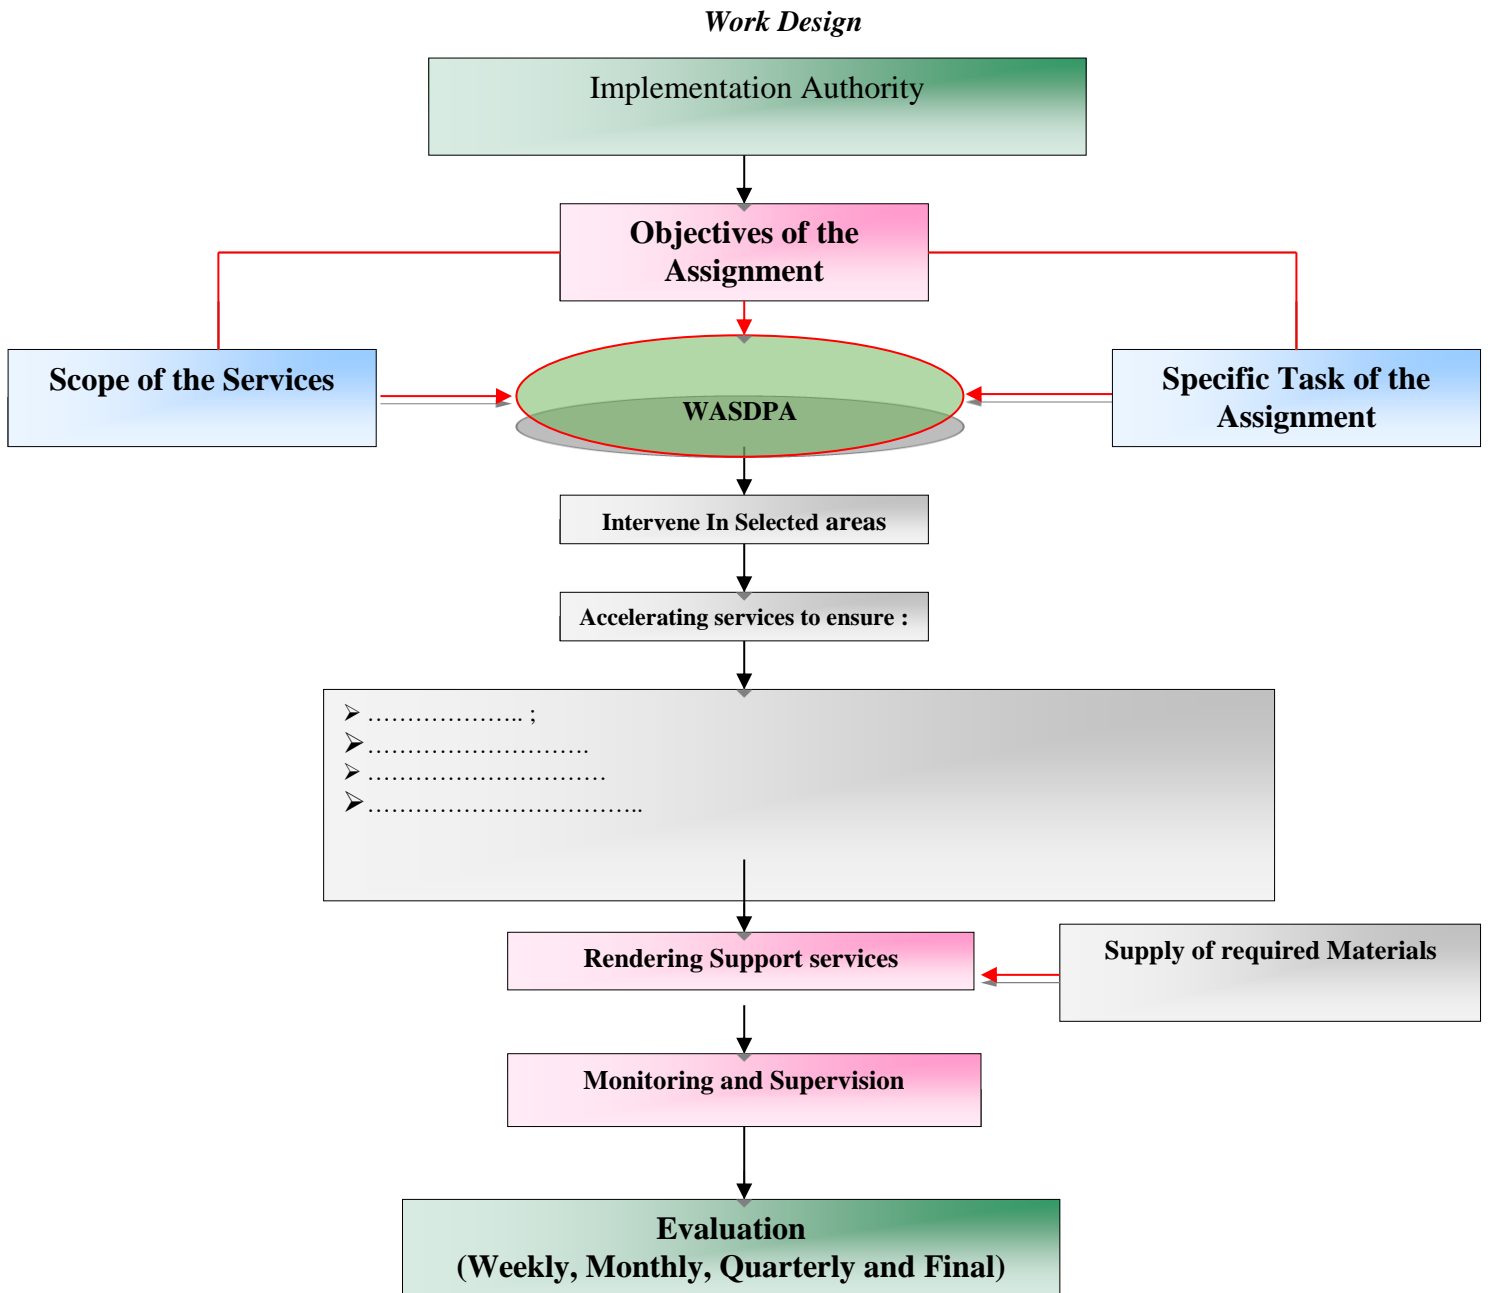 Work Design
Implementation Authority
Objectives of the
Assignment
Scope of the Services
WASDPA
Specific Task of the
Assignment
Intervene In Selected areas
Accelerating services to ensure :
➢ ……………….. ;
➢ ……………………….
➢ …………………………
➢ ……………………………..
Rendering Support services
Supply of required Materials
Monitoring and Supervision
Evaluation
(Weekly, Monthly, Quarterly and Final)